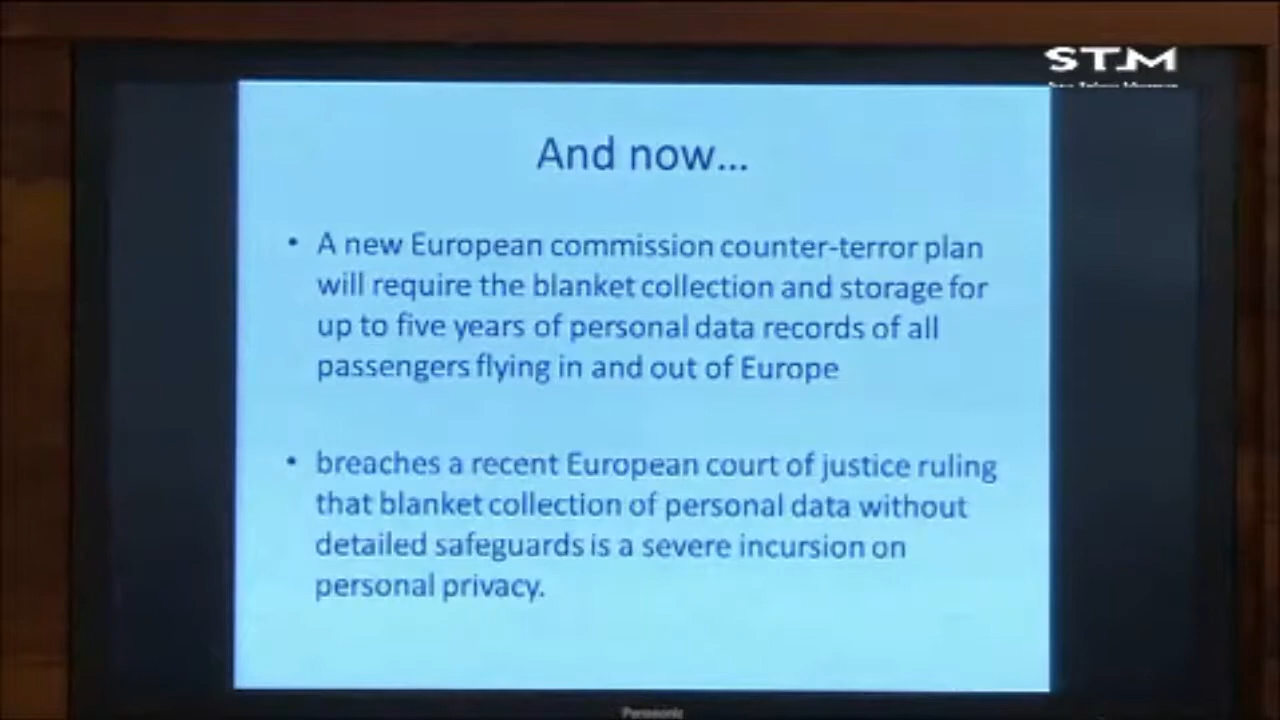 STM
And now...
• A new European commission counter-terror plan
will require the blanket collection and storage for
up to five years of personal data records of all
passengers flying in and out of Europe
• breaches a recent European court of justice ruling
that blanket collection of personal data without
detailed safeguards is a severe incursion on
personal privacy.
Panasonic